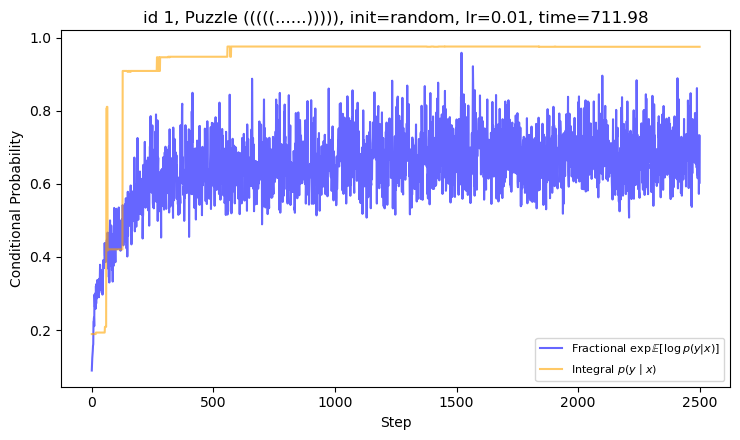 id 1, Puzzle (((((......))))), init=random, lr=0.01, time=711.98
1.0
0.8
0.6
0.4
0.2
Conditional Probability
0 500 1000 1500 2000 2500
Step
Fractional exp𝔼[log p(y|x)]
Integral p(y | x)